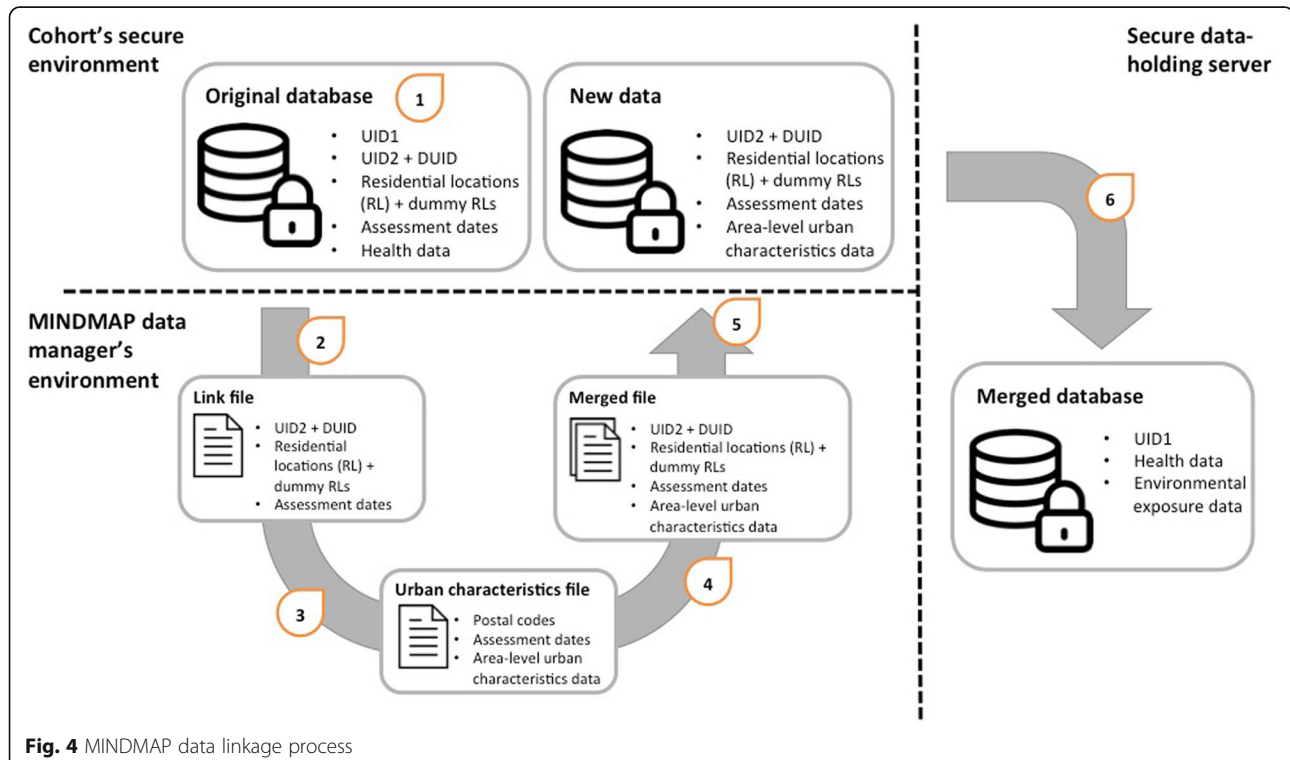 Cohort's secure
environment
Original database
1
• UID1
• UID2 + DUID
• Residential locations
(RL) + dummy RLs
• Assessment dates
• Health data
New data
• UID2 + DUID
• Residential locations
(RL) + dummy RLs
• Assessment dates
• Area-level urban
characteristics data
Secure data-
holding server
6
MINDMAP data
manager's
environment
2
Link file
• UID2 + DUID
• Residential
locations (RL) +
dummy RLs
• Assessment dates
3
Urban characteristics file
• Postal codes
• Assessment dates
• Area-level urban
characteristics data
4
5
Merged file
• UID2 + DUID
• Residential locations (RL) +
dummy RLs
• Assessment dates
• Area-level urban
characteristics data
Merged database
• UID1
• Health data
• Environmental
exposure data
Fig. 4 MINDMAP data linkage process